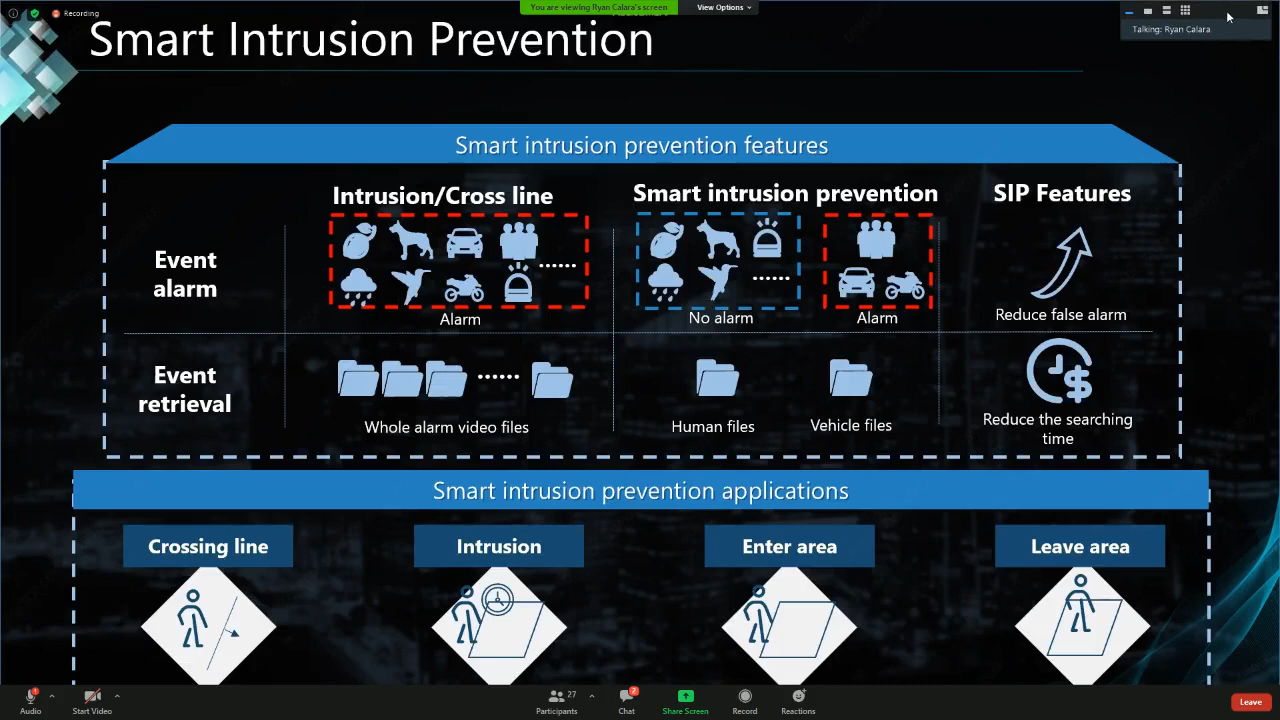 Recording
You are viewing Ryan Calara's screen
View Options
Talking: Ryan Calara
Smart Intrusion Prevention
Smart intrusion prevention features
Intrusion/Cross line
Smart intrusion prevention
SIP Features
Event
alarm
Alarm
No alarm
Alarm
Reduce false alarm
Event
retrieval
Whole alarm video files
Human files
Vehicle files
Reduce the searching
time
Smart intrusion prevention applications
Crossing line
Intrusion
Enter area
Leave area
Audio
Start Video
27
Participants
2
Chat
Share Screen
Record
Reactions
Leave